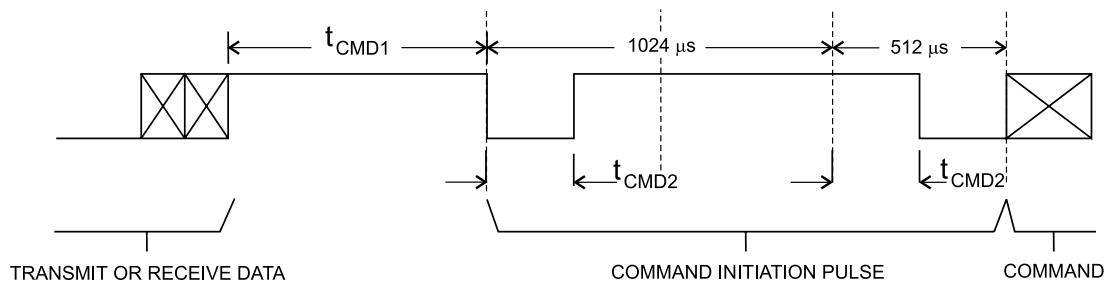 tCMD1
1024 μs
512 μs
tCMD2
tCMD2
TRANSMIT OR RECEIVE DATA
COMMAND INITIATION PULSE
COMMAND